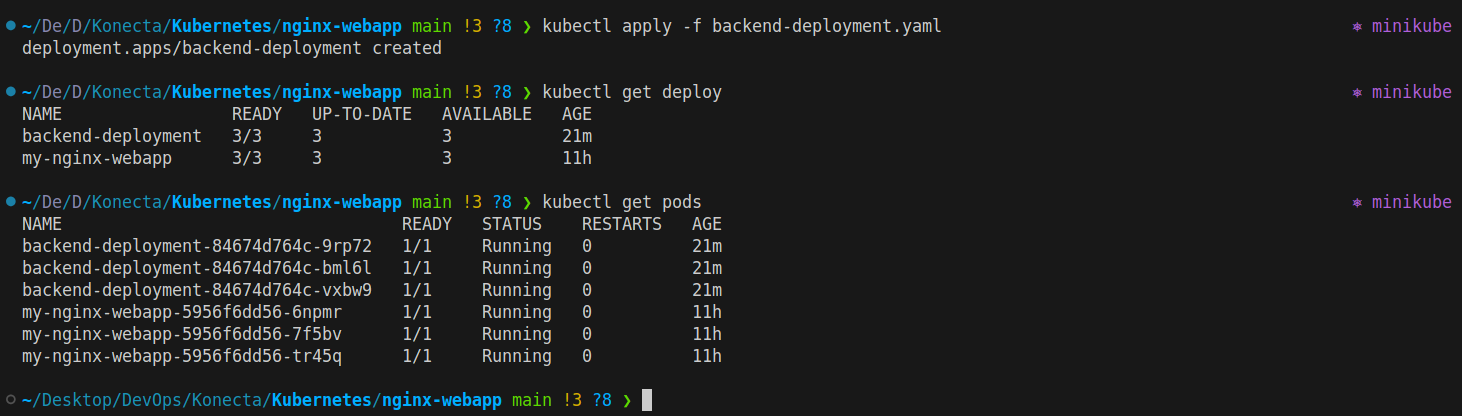 ~/De/D/Konecta/Kubernetes/nginx-webapp main !3 ?8 ❯ kubectl apply -f backend-deployment.yaml ⎈ minikube
deployment.apps/backend-deployment created
~/De/D/Konecta/Kubernetes/nginx-webapp main !3 ?8 ❯ kubectl get deploy ⎈ minikube
NAME                 READY   UP-TO-DATE   AVAILABLE   AGE
backend-deployment   3/3     3            3           21m
my-nginx-webapp      3/3     3            3           11h
~/De/D/Konecta/Kubernetes/nginx-webapp main !3 ?8 ❯ kubectl get pods ⎈ minikube
NAME                                  READY   STATUS    RESTARTS   AGE
backend-deployment-84674d764c-9rp72   1/1     Running   0          21m
backend-deployment-84674d764c-bml6l   1/1     Running   0          21m
backend-deployment-84674d764c-vxbw9   1/1     Running   0          21m
my-nginx-webapp-5956f6dd56-6npmr      1/1     Running   0          11h
my-nginx-webapp-5956f6dd56-7f5bv      1/1     Running   0          11h
my-nginx-webapp-5956f6dd56-tr45q      1/1     Running   0          11h
~/Desktop/DevOps/Konecta/Kubernetes/nginx-webapp main !3 ?8 ❯